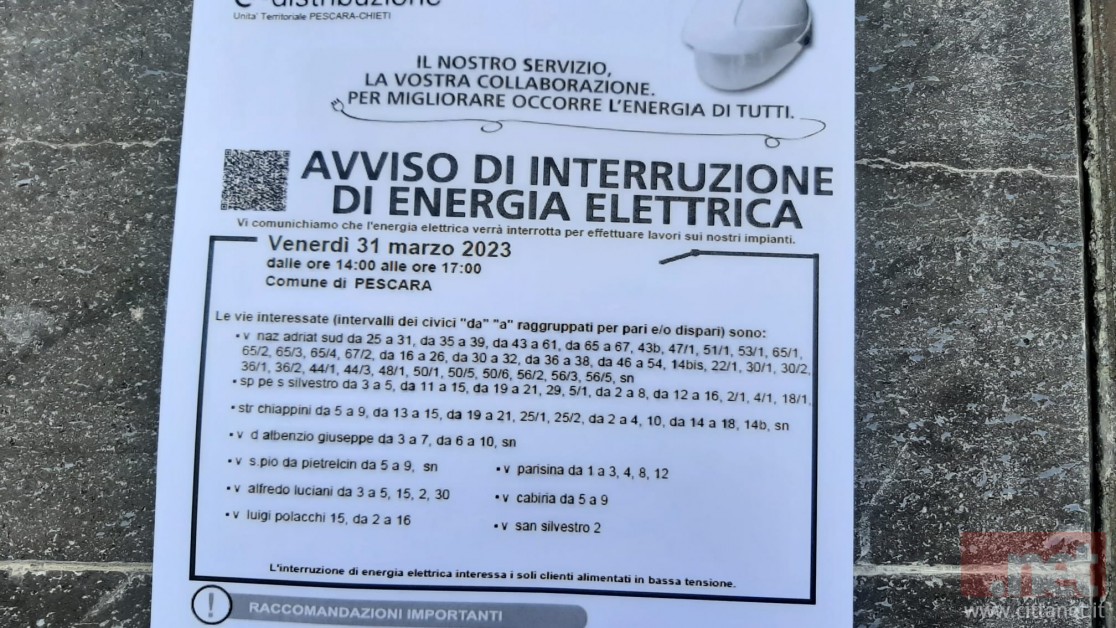 e-distribuzione
Unita' Territoriale PESCARA-CHIETI
IL NOSTRO SERVIZIO,
LA VOSTRA COLLABORAZIONE.
PER MIGLIORARE OCCORRE L'ENERGIA DI TUTTI.
AVVISO DI INTERRUZIONE
DI ENERGIA ELETTRICA
Vi comunichiamo che l'energia elettrica verrà interrotta per effettuare lavori sui nostri impianti.
Venerdì 31 marzo 2023
dalle ore 14:00 alle ore 17:00
Comune di PESCARA
Le vie interessate (intervalli dei civici "da" "a" raggruppati per pari e/o dispari) sono:
• v naz adriat sud da 25 a 31, da 35 a 39, da 43 a 61, da 65 a 67, 43b, 47/1, 51/1, 53/1, 65/1,
65/2, 65/3, 65/4, 67/2, da 16 a 26, da 30 a 32, da 36 a 38, da 46 a 54, 14bis, 22/1, 30/1, 30/2,
36/1, 36/2, 44/1, 44/3, 48/1, 50/1, 50/5, 50/6, 56/2, 56/3, 56/5, sn
• sp pe s silvestro da 3 a 5, da 11 a 15, da 19 a 21, 29, 5/1, da 2 a 8, da 12 a 16, 2/1, 4/1, 18/1,
• str chiappini da 5 a 9, da 13 a 15, da 19 a 21, 25/1, 25/2, da 2 a 4, 10, da 14 a 18, 14b, sn
• v d albenzio giuseppe da 3 a 7, da 6 a 10, sn
• v s.pio da pietrelcin da 5 a 9, sn
• v parisina da 1 a 3, 4, 8, 12
• v alfredo luciani da 3 a 5, 15, 2, 30
• v cabiria da 5 a 9
• v luigi polacchi 15, da 2 a 16
• v san silvestro 2
L'interruzione di energia elettrica interessa i soli clienti alimentati in bassa tensione.
! RACCOMANDAZIONI IMPORTANTI
www.cittanet.it